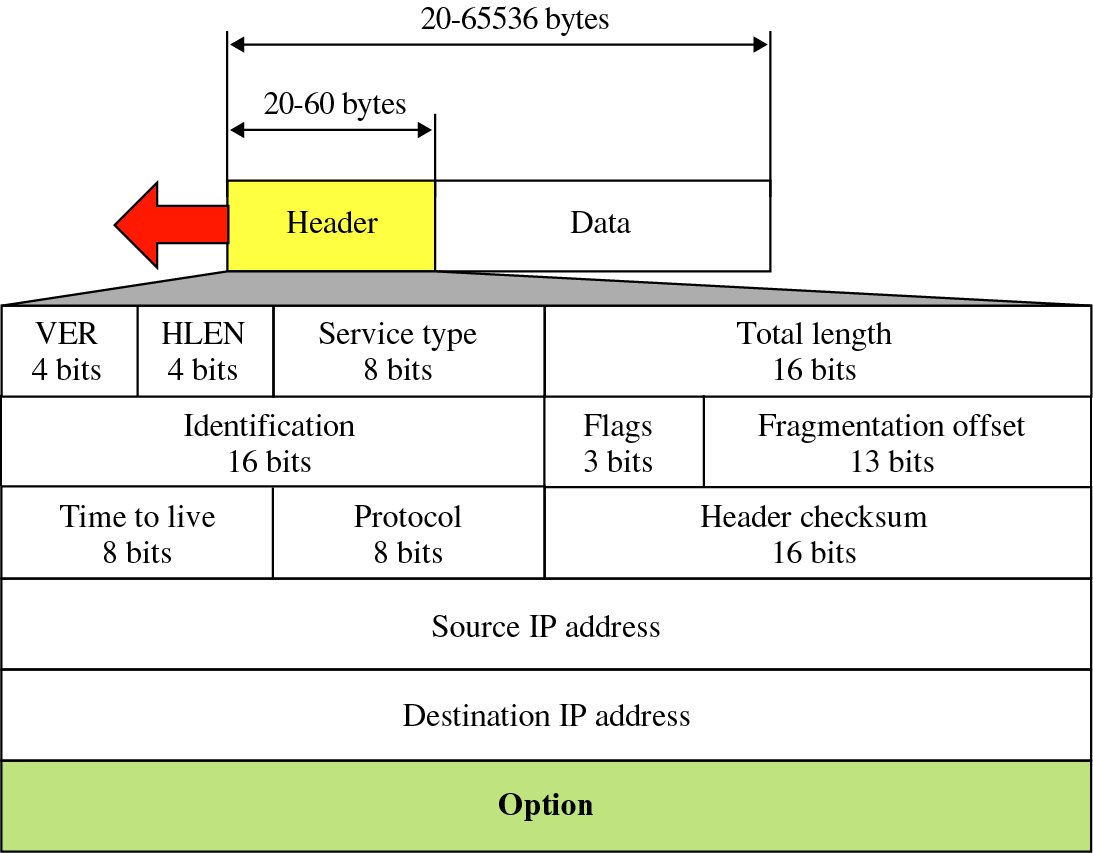 20-65536 bytes
20-60 bytes
Header
Data
VER
4 bits
HLEN
4 bits
Service type
8 bits
Total length
16 bits
Identification
16 bits
Flags
3 bits
Fragmentation offset
13 bits
Time to live
8 bits
Protocol
8 bits
Header checksum
16 bits
Source IP address
Destination IP address
Option